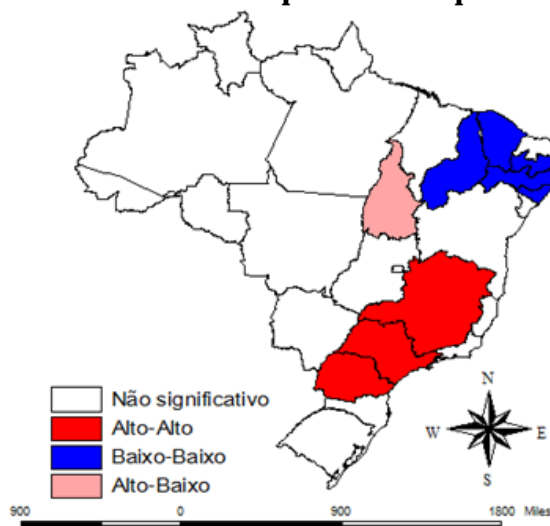 N
W E
S
Não significativo
Alto-Alto
Baixo-Baixo
Alto-Baixo
900 0 900 1800 Miles